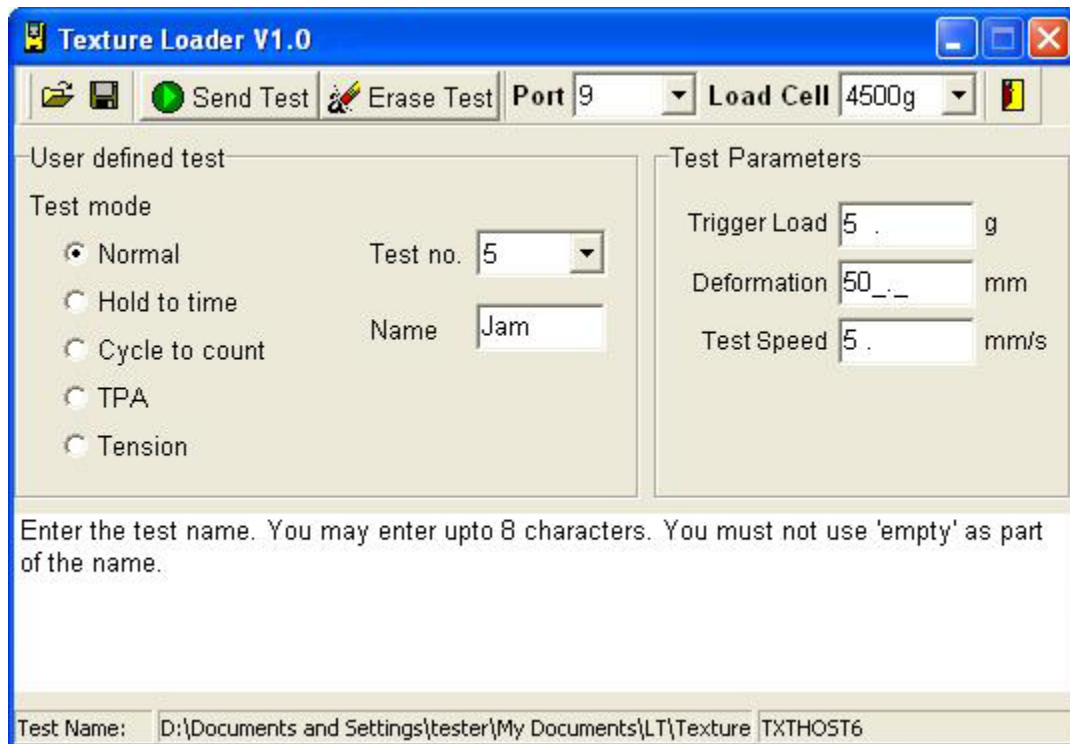 Texture Loader V1.0
Send Test Erase Test Port 9 Load Cell 4500g
User defined test
Test mode
Normal
Hold to time
Cycle to count
TPA
Tension
Test no. 5
Name Jam
Test Parameters
Trigger Load 5 . g
Deformation 50_._ mm
Test Speed 5 . mm/s
Enter the test name. You may enter upto 8 characters. You must not use 'empty' as part
of the name.
Test Name: D:\Documents and Settings\tester\My Documents\LT\Texture TXTHOST6